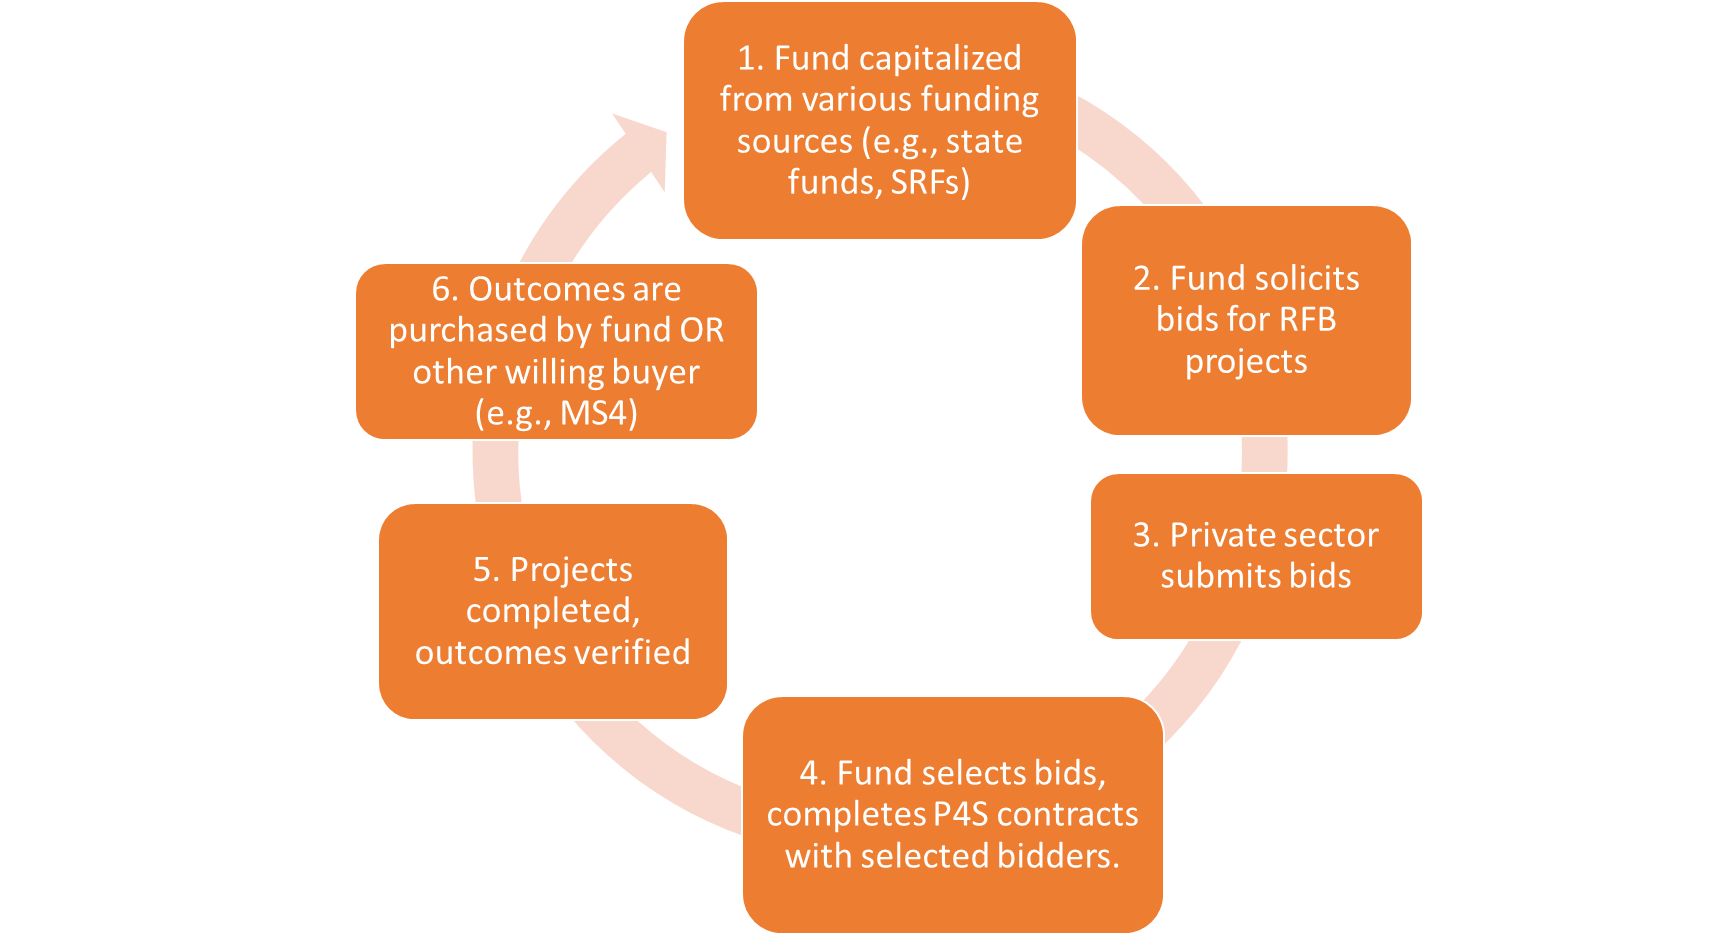 1. Fund capitalized
from various funding
sources (e.g., state
funds, SRFs)
2. Fund solicits
bids for RFB
projects
3. Private sector
submits bids
4. Fund selects bids,
completes P4S contracts
with selected bidders.
5. Projects
completed,
outcomes verified
6. Outcomes are
purchased by fund OR
other willing buyer
(e.g., MS4)